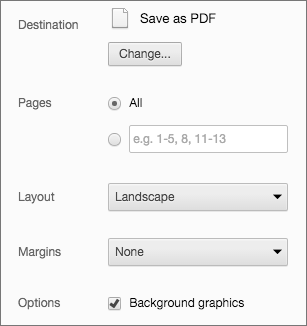 Destination
Save as PDF
Change...
Pages
All
e.g. 1-5, 8, 11-13
Layout
Landscape
Margins
None
Options
Background graphics